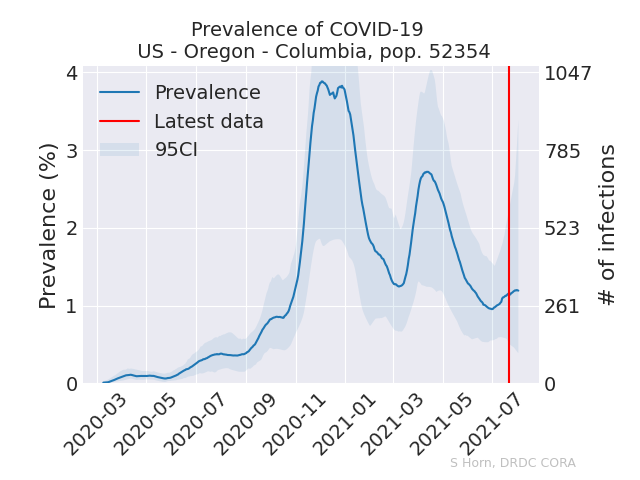 Prevalence of COVID-19
US - Oregon - Columbia, pop. 52354
Prevalence (%)
4
3
2
1
0
Prevalence
Latest data
95CI
1047
785
523
261
0
# of infections
2020-03
2020-05
2020-07
2020-09
2020-11
2021-01
2021-03
2021-05
2021-07
S Horn, DRDC CORA